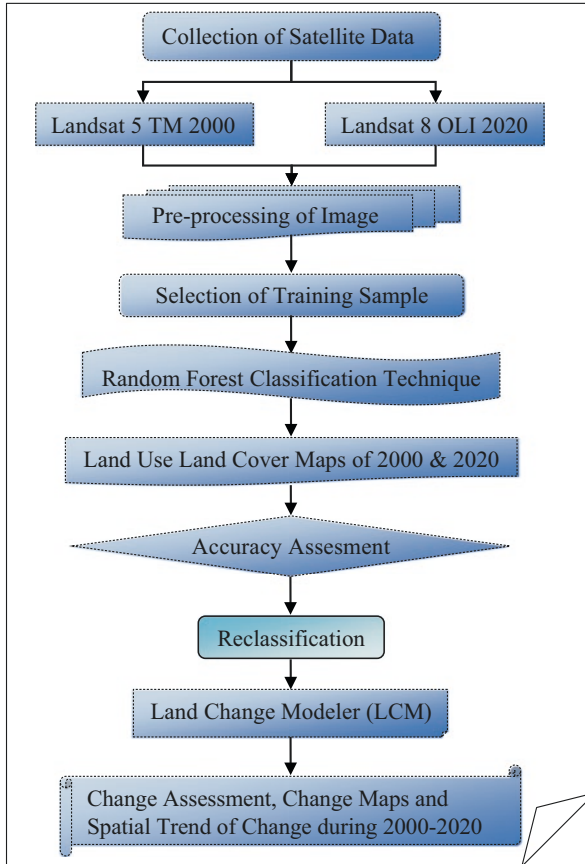 Collection of Satellite Data
Landsat 5 TM 2000
Landsat 8 OLI 2020
Pre-processing of Image
Selection of Training Sample
Random Forest Classification Technique
Land Use Land Cover Maps of 2000 & 2020
Accuracy Assesment
Reclassification
Land Change Modeler (LCM)
Change Assessment, Change Maps and
Spatial Trend of Change during 2000-2020